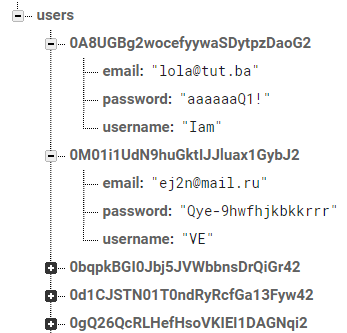 users
0A8UGBg2wocefyywaSDytpzDaoG2
email: "lola@tut.ba"
password: "aaaaaaQ1!"
username: "Iam"
0M01i1UdN9huGktIJJluax1GybJ2
email: "ej2n@mail.ru"
password: "Qye-9hwfhjkbkkrrr"
username: "VE"
0bqpkBGI0Jbj5JVWbbnsDrQiGr42
0d1CJSTN01T0ndRyRcfGa13Fyw42
0gQ26QcRLHefHsoVKIEI1DAGNqi2